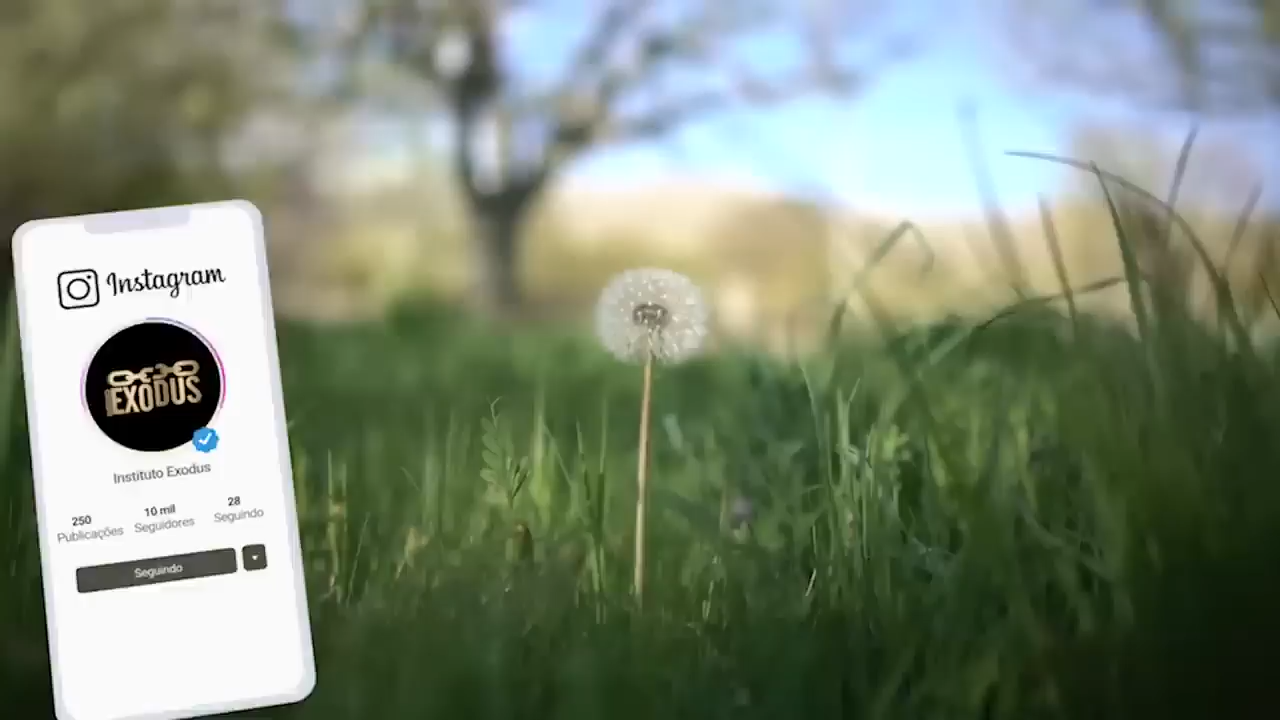 Instagram
EXODUS
Instituto Exodus
250 10 mil 28
Publicações Seguidores Seguindo
Seguindo